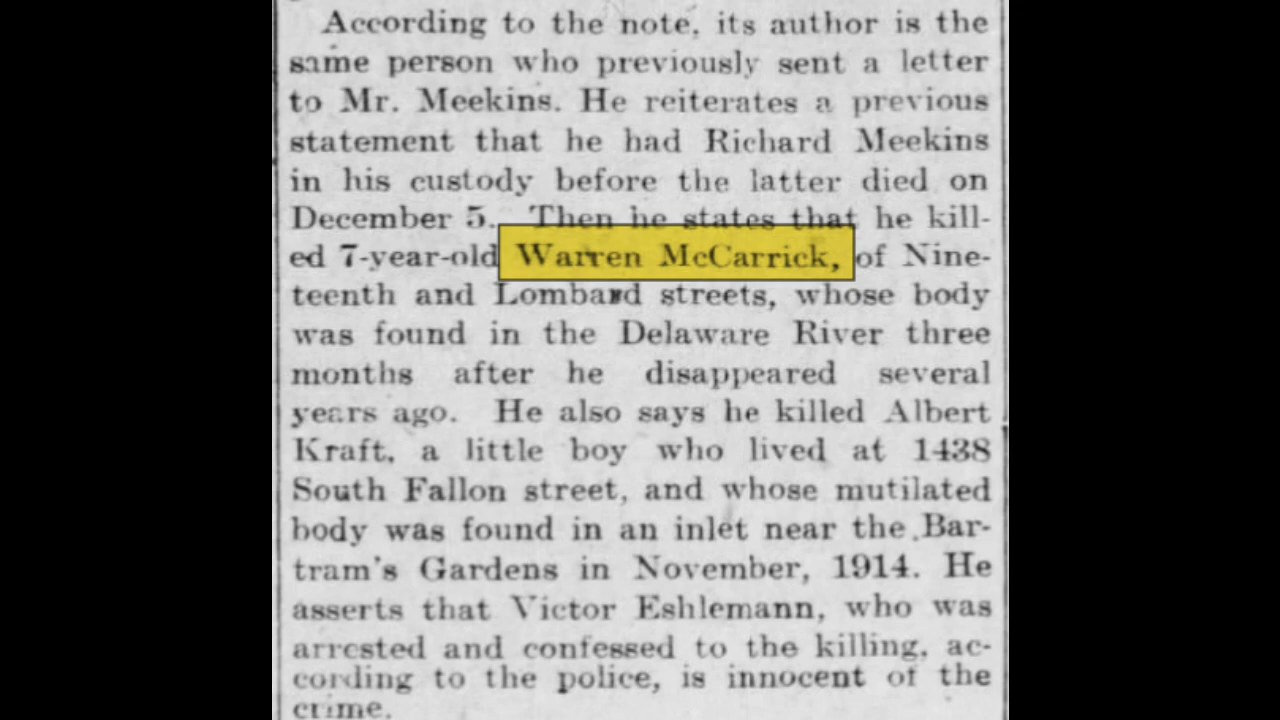 According to the note, its author is the
same person who previously sent a letter
to Mr. Meekins. He reiterates a previous
statement that he had Richard Meekins
in his custody before the latter died on
December 5. Then he states that he kill-
ed 7-year-old Warren McCarrick, of Nine-
teenth and Lombard streets, whose body
was found in the Delaware River three
months after he disappeared several
years ago. He also says he killed Albert
Kraft, a little boy who lived at 1438
South Fallon street, and whose mutilated
body was found in an inlet near the Bar-
tram's Gardens in November, 1914. He
asserts that Victor Eshlemann, who was
arrested and confessed to the killing, ac-
cording to the police, is innocent of the
crime.